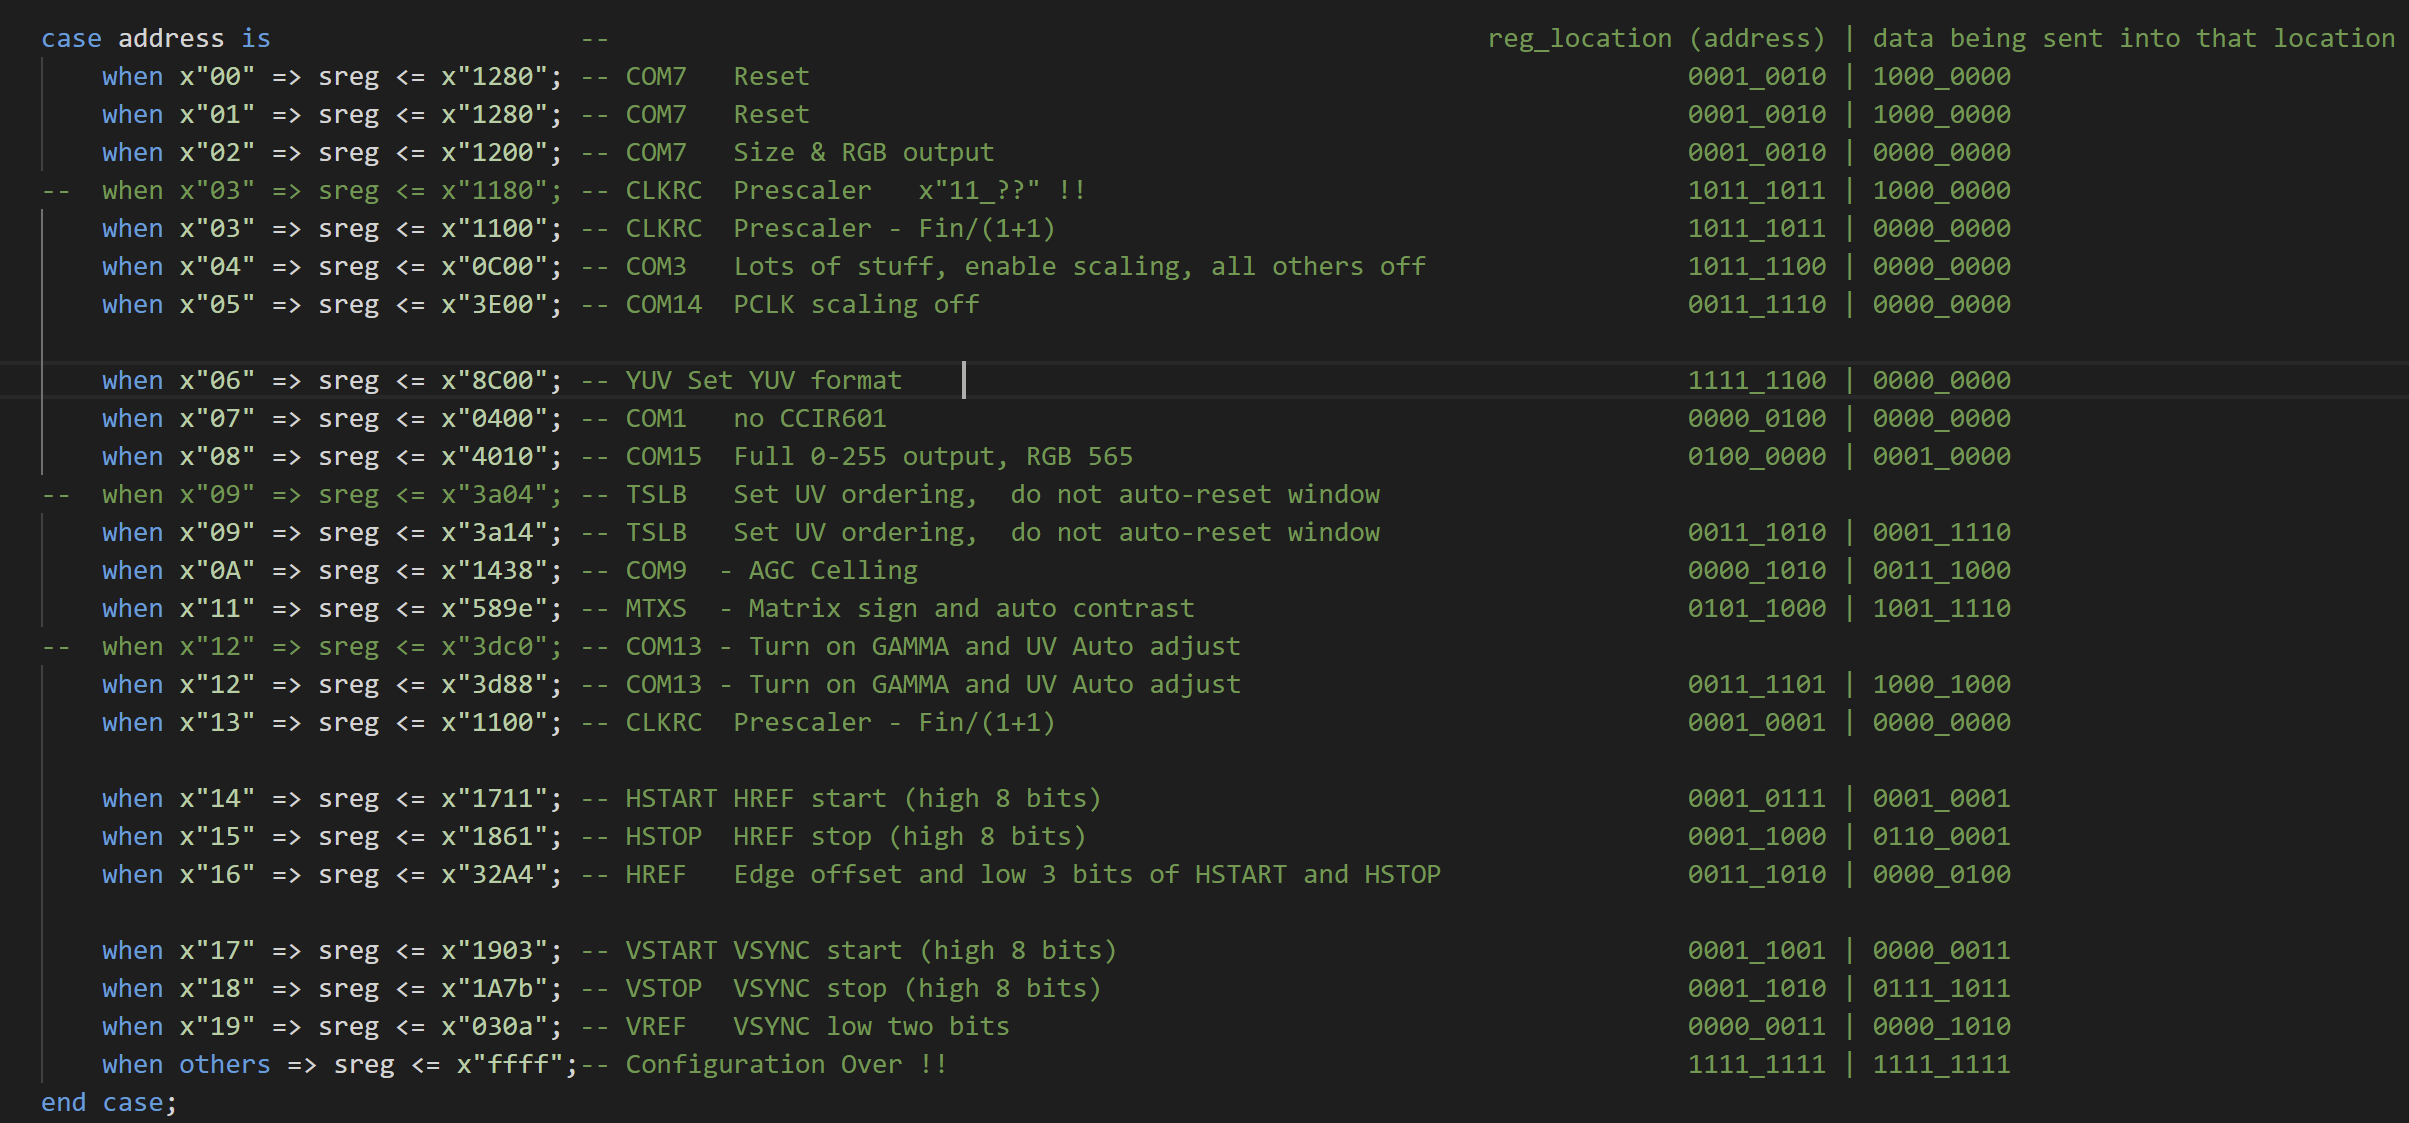 case address is -- reg_location (address) | data being sent into that location
when x"00" => sreg <= x"1280"; -- COM7 Reset 0001_0010 | 1000_0000
when x"01" => sreg <= x"1280"; -- COM7 Reset 0001_0010 | 1000_0000
when x"02" => sreg <= x"1200"; -- COM7 Size & RGB output 0001_0010 | 0000_0000
-- when x"03" => sreg <= x"1180"; -- CLKRC Prescaler x"11_??" !! 1011_1011 | 1000_0000
when x"03" => sreg <= x"1100"; -- CLKRC Prescaler - Fin/(1+1) 1011_1011 | 0000_0000
when x"04" => sreg <= x"0C00"; -- COM3 Lots of stuff, enable scaling, all others off 1011_1100 | 0000_0000
when x"05" => sreg <= x"3E00"; -- COM14 PCLK scaling off 0011_1110 | 0000_0000
when x"06" => sreg <= x"8C00"; -- YUV Set YUV format 1111_1100 | 0000_0000
when x"07" => sreg <= x"0400"; -- COM1 no CCIR601 0000_0100 | 0000_0000
when x"08" => sreg <= x"4010"; -- COM15 Full 0-255 output, RGB 565 0100_0000 | 0001_0000
-- when x"09" => sreg <= x"3a04"; -- TSLB Set UV ordering, do not auto-reset window
when x"09" => sreg <= x"3a14"; -- TSLB Set UV ordering, do not auto-reset window 0011_1010 | 0001_1110
when x"0A" => sreg <= x"1438"; -- COM9 - AGC Celling 0000_1010 | 0011_1000
when x"11" => sreg <= x"589e"; -- MTXS - Matrix sign and auto contrast 0101_1000 | 1001_1110
-- when x"12" => sreg <= x"3dc0"; -- COM13 - Turn on GAMMA and UV Auto adjust
when x"12" => sreg <= x"3d88"; -- COM13 - Turn on GAMMA and UV Auto adjust 0011_1101 | 1000_1000
when x"13" => sreg <= x"1100"; -- CLKRC Prescaler - Fin/(1+1) 0001_0001 | 0000_0000
when x"14" => sreg <= x"1711"; -- HSTART HREF start (high 8 bits) 0001_0111 | 0001_0001
when x"15" => sreg <= x"1861"; -- HSTOP HREF stop (high 8 bits) 0001_1000 | 0110_0001
when x"16" => sreg <= x"32A4"; -- HREF Edge offset and low 3 bits of HSTART and HSTOP 0011_1010 | 0000_0100
when x"17" => sreg <= x"1903"; -- VSTART VSYNC start (high 8 bits) 0001_1001 | 0000_0011
when x"18" => sreg <= x"1A7b"; -- VSTOP VSYNC stop (high 8 bits) 0001_1010 | 0111_1011
when x"19" => sreg <= x"030a"; -- VREF VSYNC low two bits 0000_0011 | 0000_1010
when others => sreg <= x"ffff";-- Configuration Over !! 1111_1111 | 1111_1111
end case;